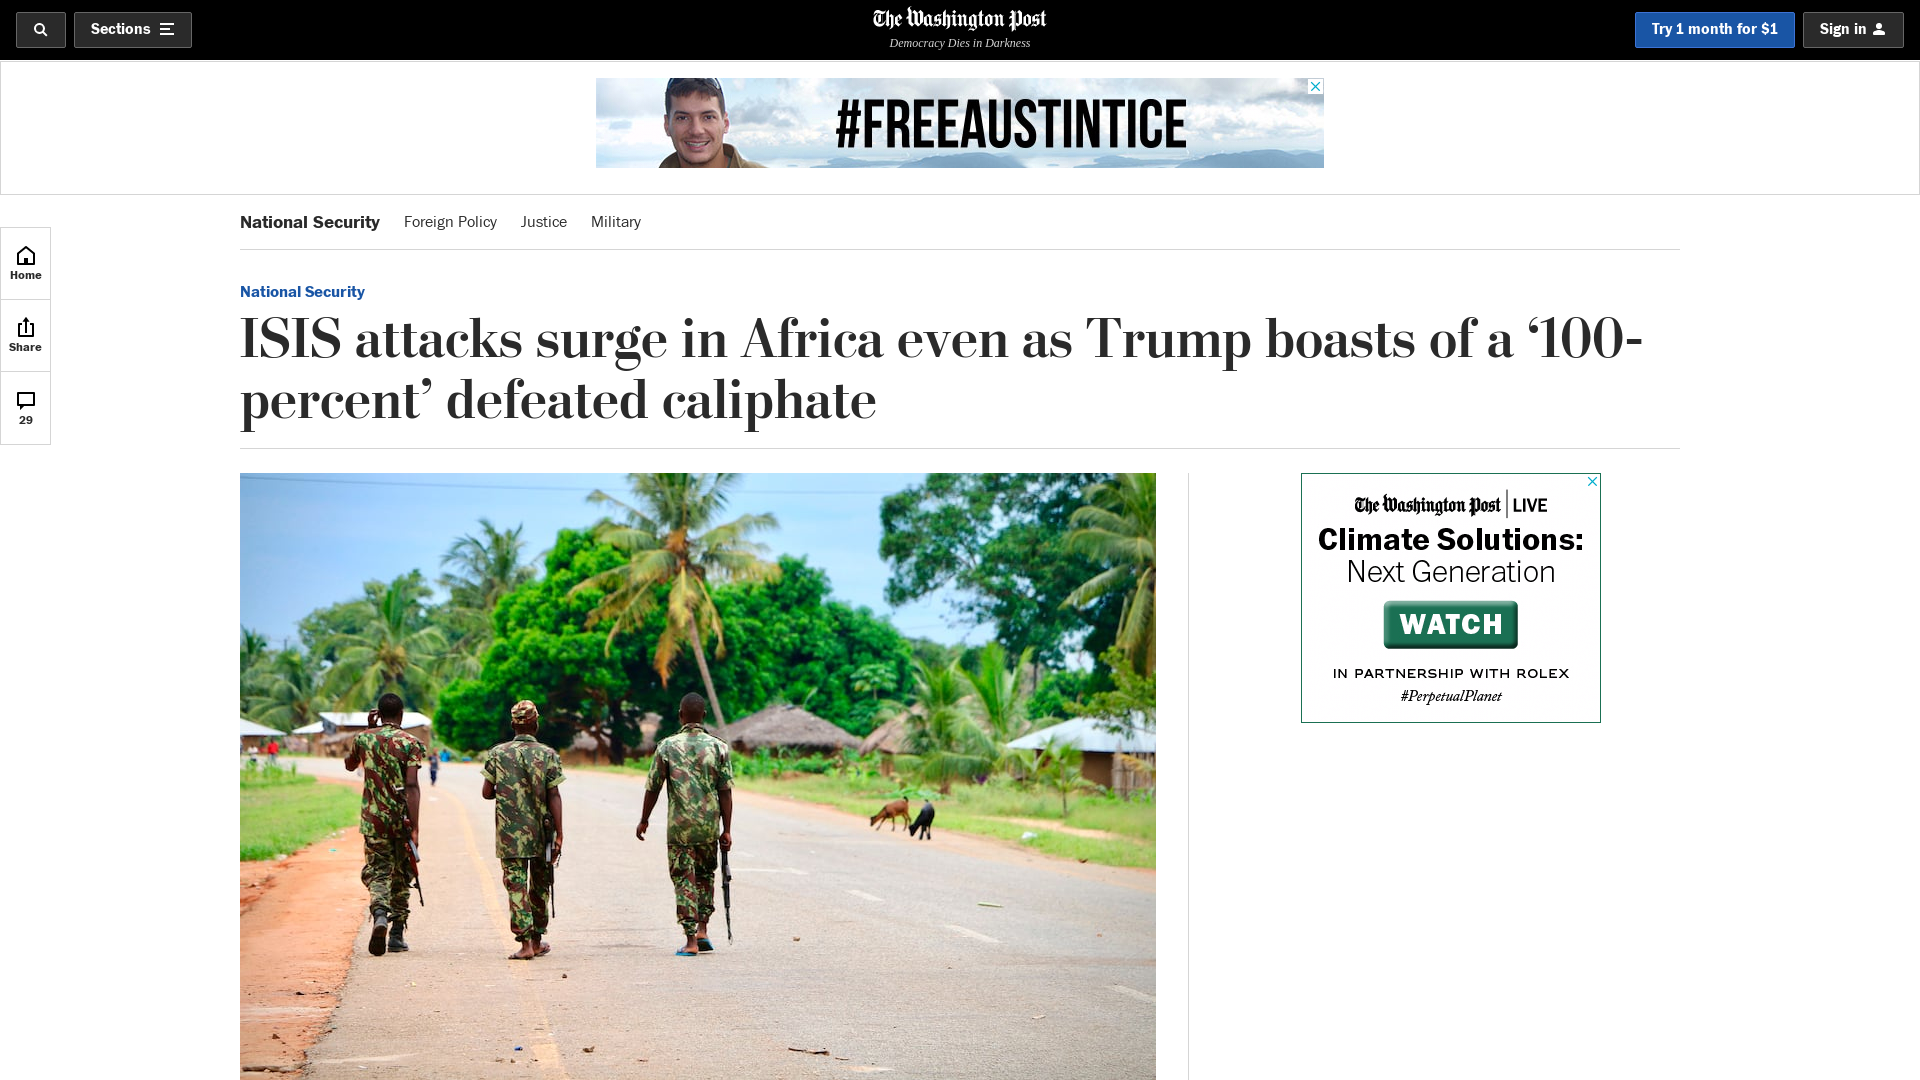 Sections
The Washington Post
Democracy Dies in Darkness
Try 1 month for $1
Sign in
#FREEAUSTINTICE
National Security
Foreign Policy
Justice
Military
Home
Share
29
National Security
ISIS attacks surge in Africa even as Trump boasts of a ‘100-
percent’ defeated caliphate
The Washington Post LIVE
Climate Solutions:
Next Generation
WATCH
IN PARTNERSHIP WITH ROLEX
#PerpetualPlanet